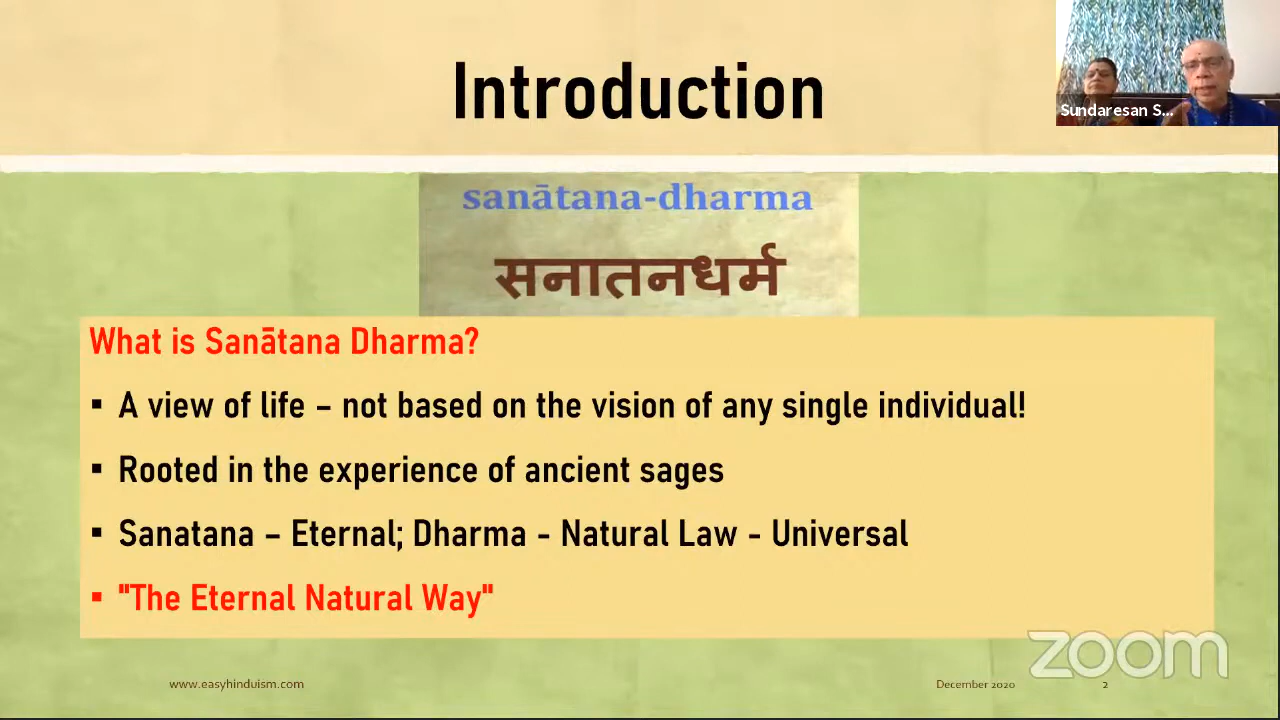 Introduction
Sundaresan S...
sanātana-dharma
सनातनधर्म
What is Sanātana Dharma?
▪ A view of life – not based on the vision of any single individual!
▪ Rooted in the experience of ancient sages
▪ Sanatana – Eternal; Dharma - Natural Law - Universal
▪ "The Eternal Natural Way"
zoom
www.easyhinduism.com
December 2020
2